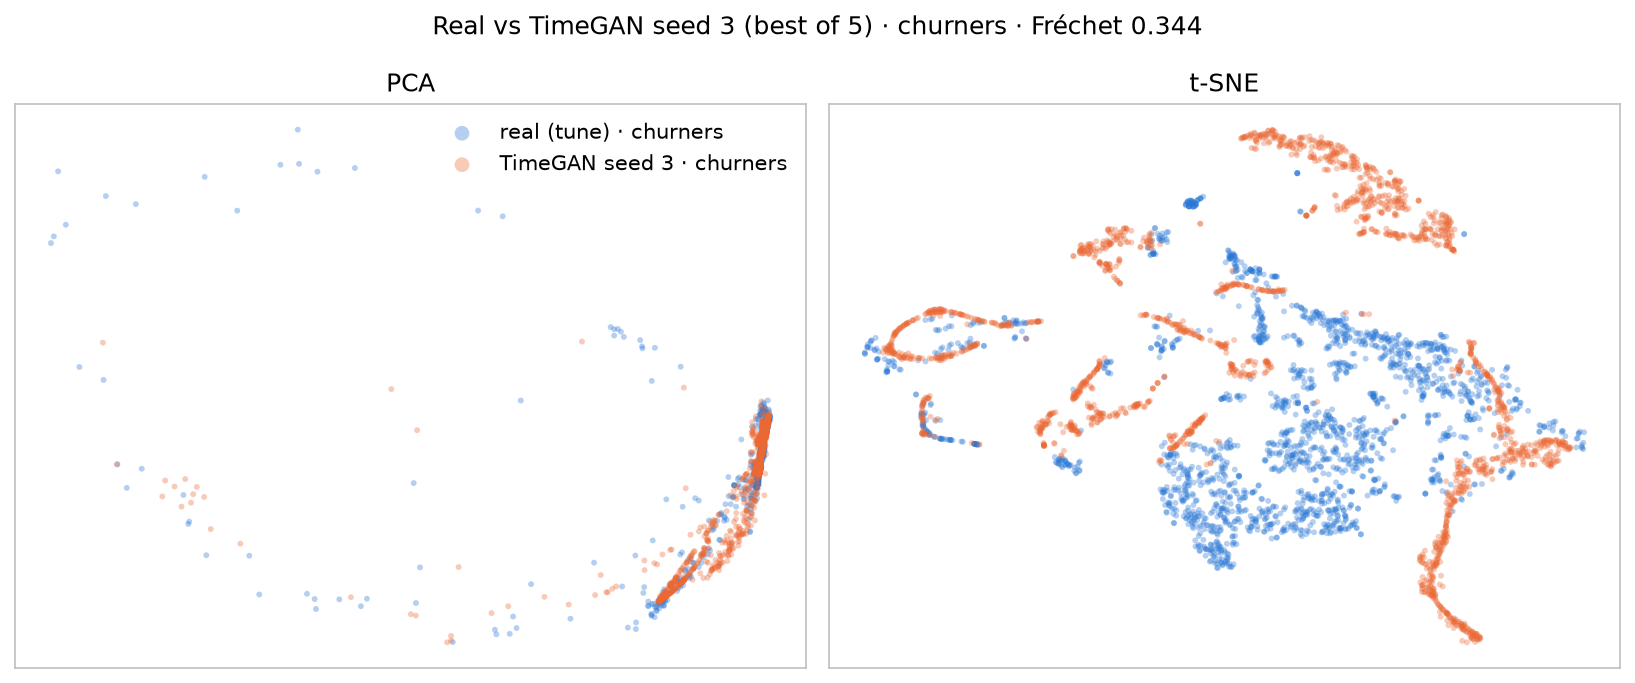 Real vs TimeGAN seed 3 (best of 5) · churners · Fréchet 0.344
PCA
t-SNE
real (tune) · churners
TimeGAN seed 3 · churners